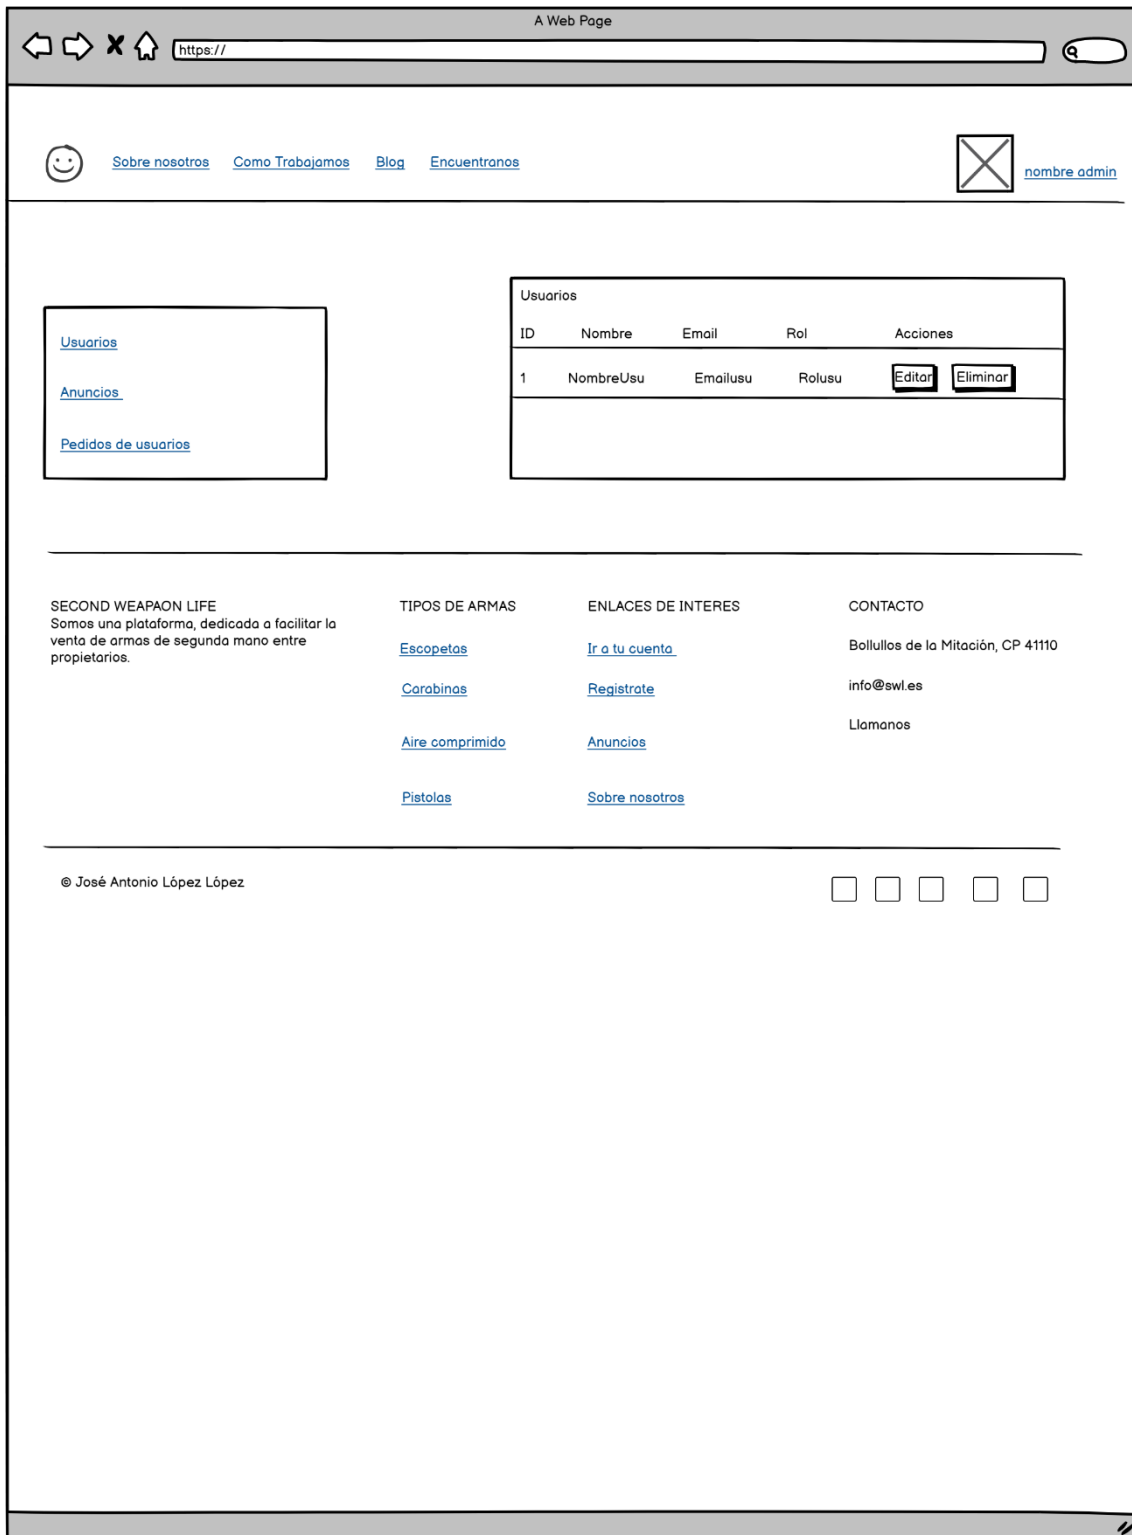 A Web Page
https://
Sobre nosotros Como Trabajamos Blog Encuentranos
nombre admin
Usuarios
Anuncios
Pedidos de usuarios
Usuarios
ID Nombre Email Rol Acciones
1 NombreUsu Emailusu Rolusu Editar Eliminar
SECOND WEAPAON LIFE
Somos una plataforma, dedicada a facilitar la
venta de armas de segunda mano entre
propietarios.
TIPOS DE ARMAS
Escopetas
Carabinas
Aire comprimido
Pistolas
ENLACES DE INTERES
Ir a tu cuenta
Registrate
Anuncios
Sobre nosotros
CONTACTO
Bollullos de la Mitación, CP 41110
info@swl.es
Llamanos
© José Antonio López López